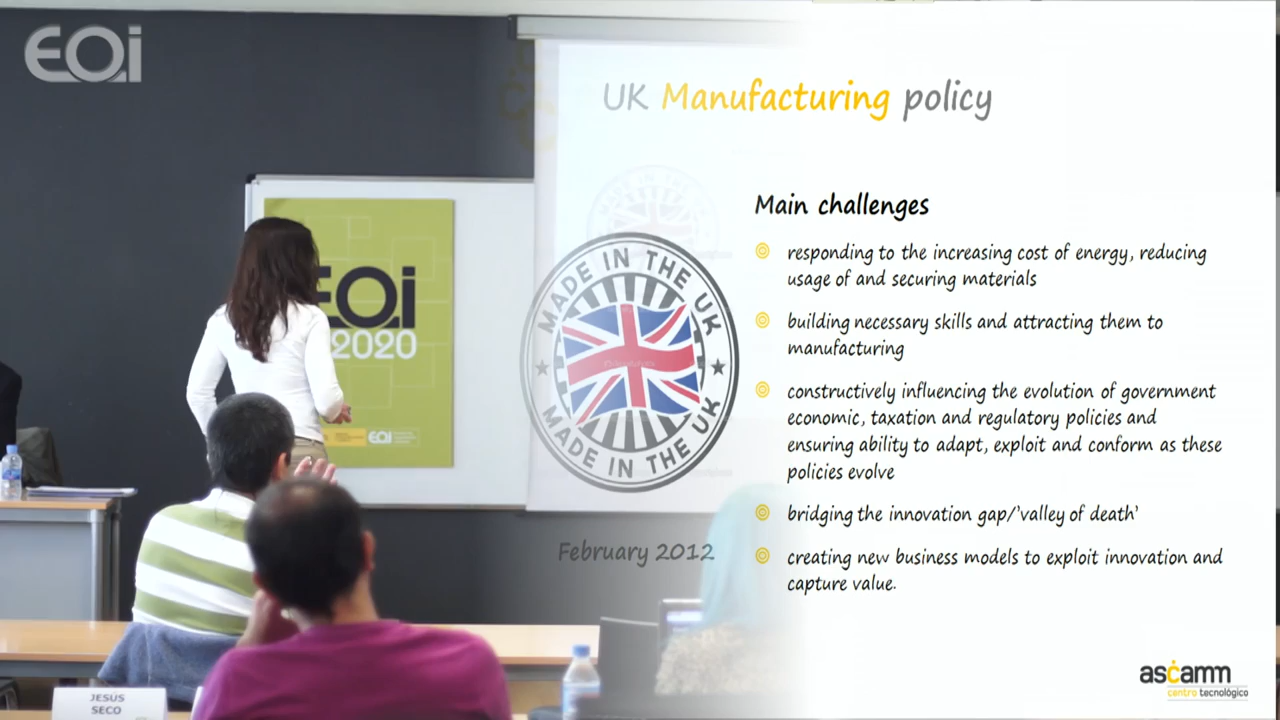 EOi
UK Manufacturing policy
EOi
2020
EOi
MADE IN THE UK
MADE IN THE UK
February 2012
Main challenges
responding to the increasing cost of energy, reducing
usage of and securing materials
building necessary skills and attracting them to
manufacturing
constructively influencing the evolution of government
economic, taxation and regulatory policies and
ensuring ability to adapt, exploit and conform as these
policies evolve
bridging the innovation gap/'valley of death'
creating new business models to exploit innovation and
capture value.
JESÚS
SECO
ascamm
centro tecnológico